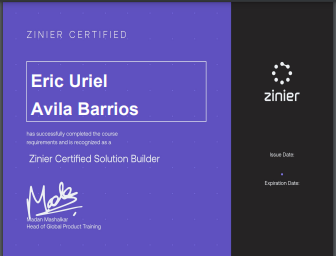 ZINIER CERTIFIED
Eric Uriel
Avila Barrios
has successfully completed the course
requirements and is recognized as a
Zinier Certified Solution Builder
Madan Mashalkar
Head of Global Product Training
zinier
Issue Date:
Expiration Date: